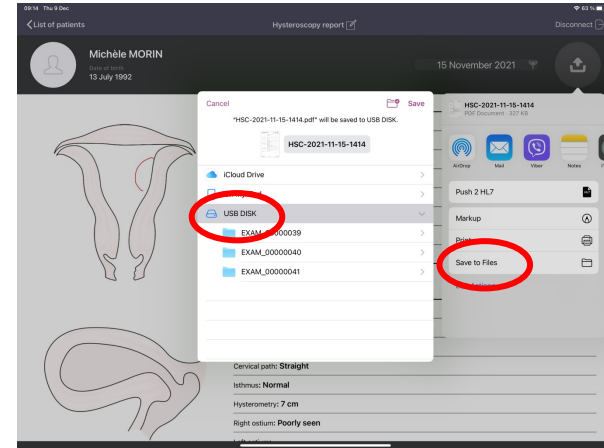 09:14 Thu 9 Dec
63 %
List of patients
Hysteroscopy report
Disconnect
Michèle MORIN
Date of birth
13 July 1992
15 November 2021
Cancel
Save
"HSC-2021-11-15-1414.pdf" will be saved to USB DISK.
HSC-2021-11-15-1414
iCloud Drive
USB DISK
EXAM_00000039
EXAM_00000040
EXAM_00000041
HSC-2021-11-15-1414
PDF Document · 327 KB
AirDrop
Mail
Viber
Notes
Push 2 HL7
Markup
Print
Save to Files
Cervical path: Straight
Isthmus: Normal
Hysterometry: 7 cm
Right ostium: Poorly seen